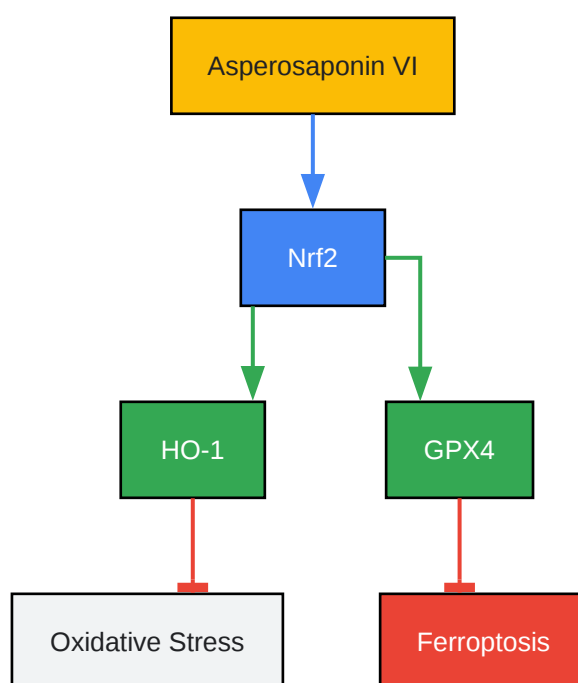 Asperosaponin VI
Nrf2
HO-1
GPX4
Oxidative Stress
Ferroptosis